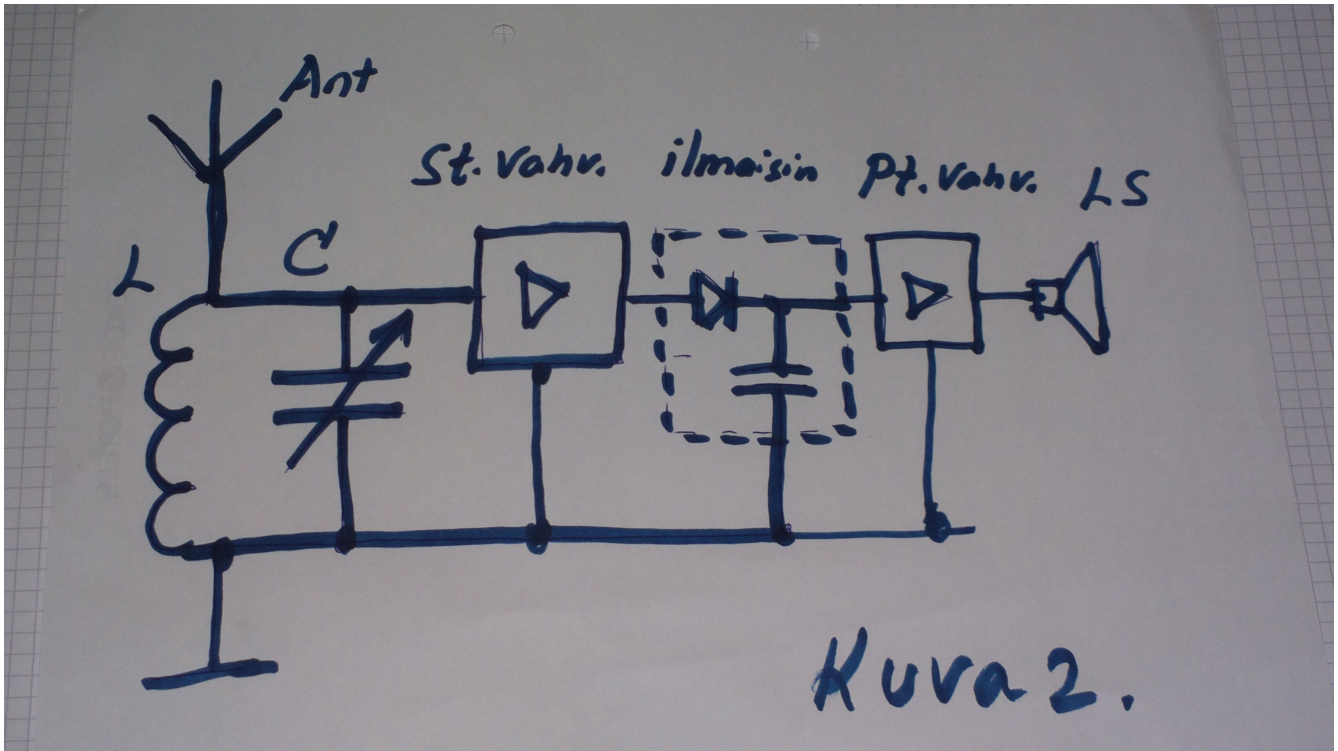 Ant
St. vahv. ilmaisin Pt. vahv. LS
L
C
Kuva 2.